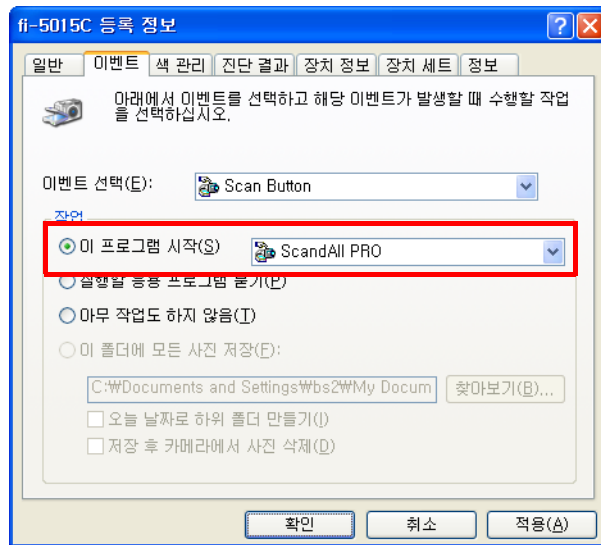 fi-5015C 등록 정보
일반 이벤트 색 관리 진단 결과 장치 정보 장치 세트 정보
아래에서 이벤트를 선택하고 해당 이벤트가 발생할 때 수행할 작업
을 선택하십시오.
이벤트 선택(E): Scan Button
작업
이 프로그램 시작(S) ScandAll PRO
실행할 응용 프로그램 묻기(P)
아무 작업도 하지 않음(T)
이 폴더에 모든 사진 저장(F):
C:₩Documents and Settings₩bs2₩My Docum 찾아보기(B)...
오늘 날짜로 하위 폴더 만들기(I)
저장 후 카메라에서 사진 삭제(D)
확인 취소 적용(A)